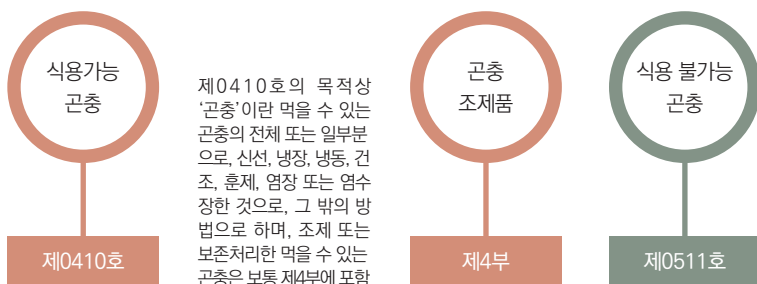 식용가능
곤충
제0410호
제0410호의 목적상
‘곤충’이란 먹을 수 있는
곤충의 전체 또는 일부분
으로, 신선, 냉장, 냉동, 건
조, 훈제, 염장 또는 염수
장한 것으로, 그 밖의 방
법으로 하며, 조제 또는
보존처리한 먹을 수 있는
곤충은 보통 제4부에 포함
곤충
조제품
제4부
식용 불가능
곤충
제0511호